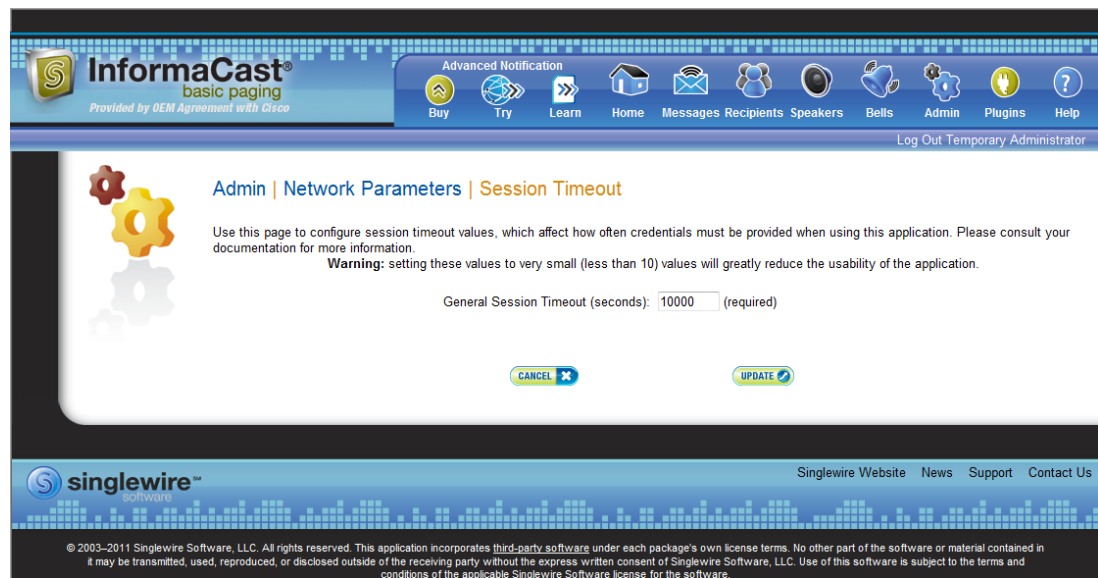 InformaCast®
basic paging
Provided by OEM Agreement with Cisco
Advanced Notification
Buy Try Learn Home Messages Recipients Speakers Bells Admin Plugins Help
Log Out Temporary Administrator
Admin | Network Parameters | Session Timeout
Use this page to configure session timeout values, which affect how often credentials must be provided when using this application. Please consult your
documentation for more information.
Warning: setting these values to very small (less than 10) values will greatly reduce the usability of the application.
General Session Timeout (seconds): 10000 (required)
CANCEL UPDATE
Singlewire Website News Support Contact Us
singlewire℠
software
© 2003–2011 Singlewire Software, LLC. All rights reserved. This application incorporates third-party software under each package's own license terms. No other part of the software or material contained in
it may be transmitted, used, reproduced, or disclosed outside of the receiving party without the express written consent of Singlewire Software, LLC. Use of this software is subject to the terms and
conditions of the applicable Singlewire Software license for the software.